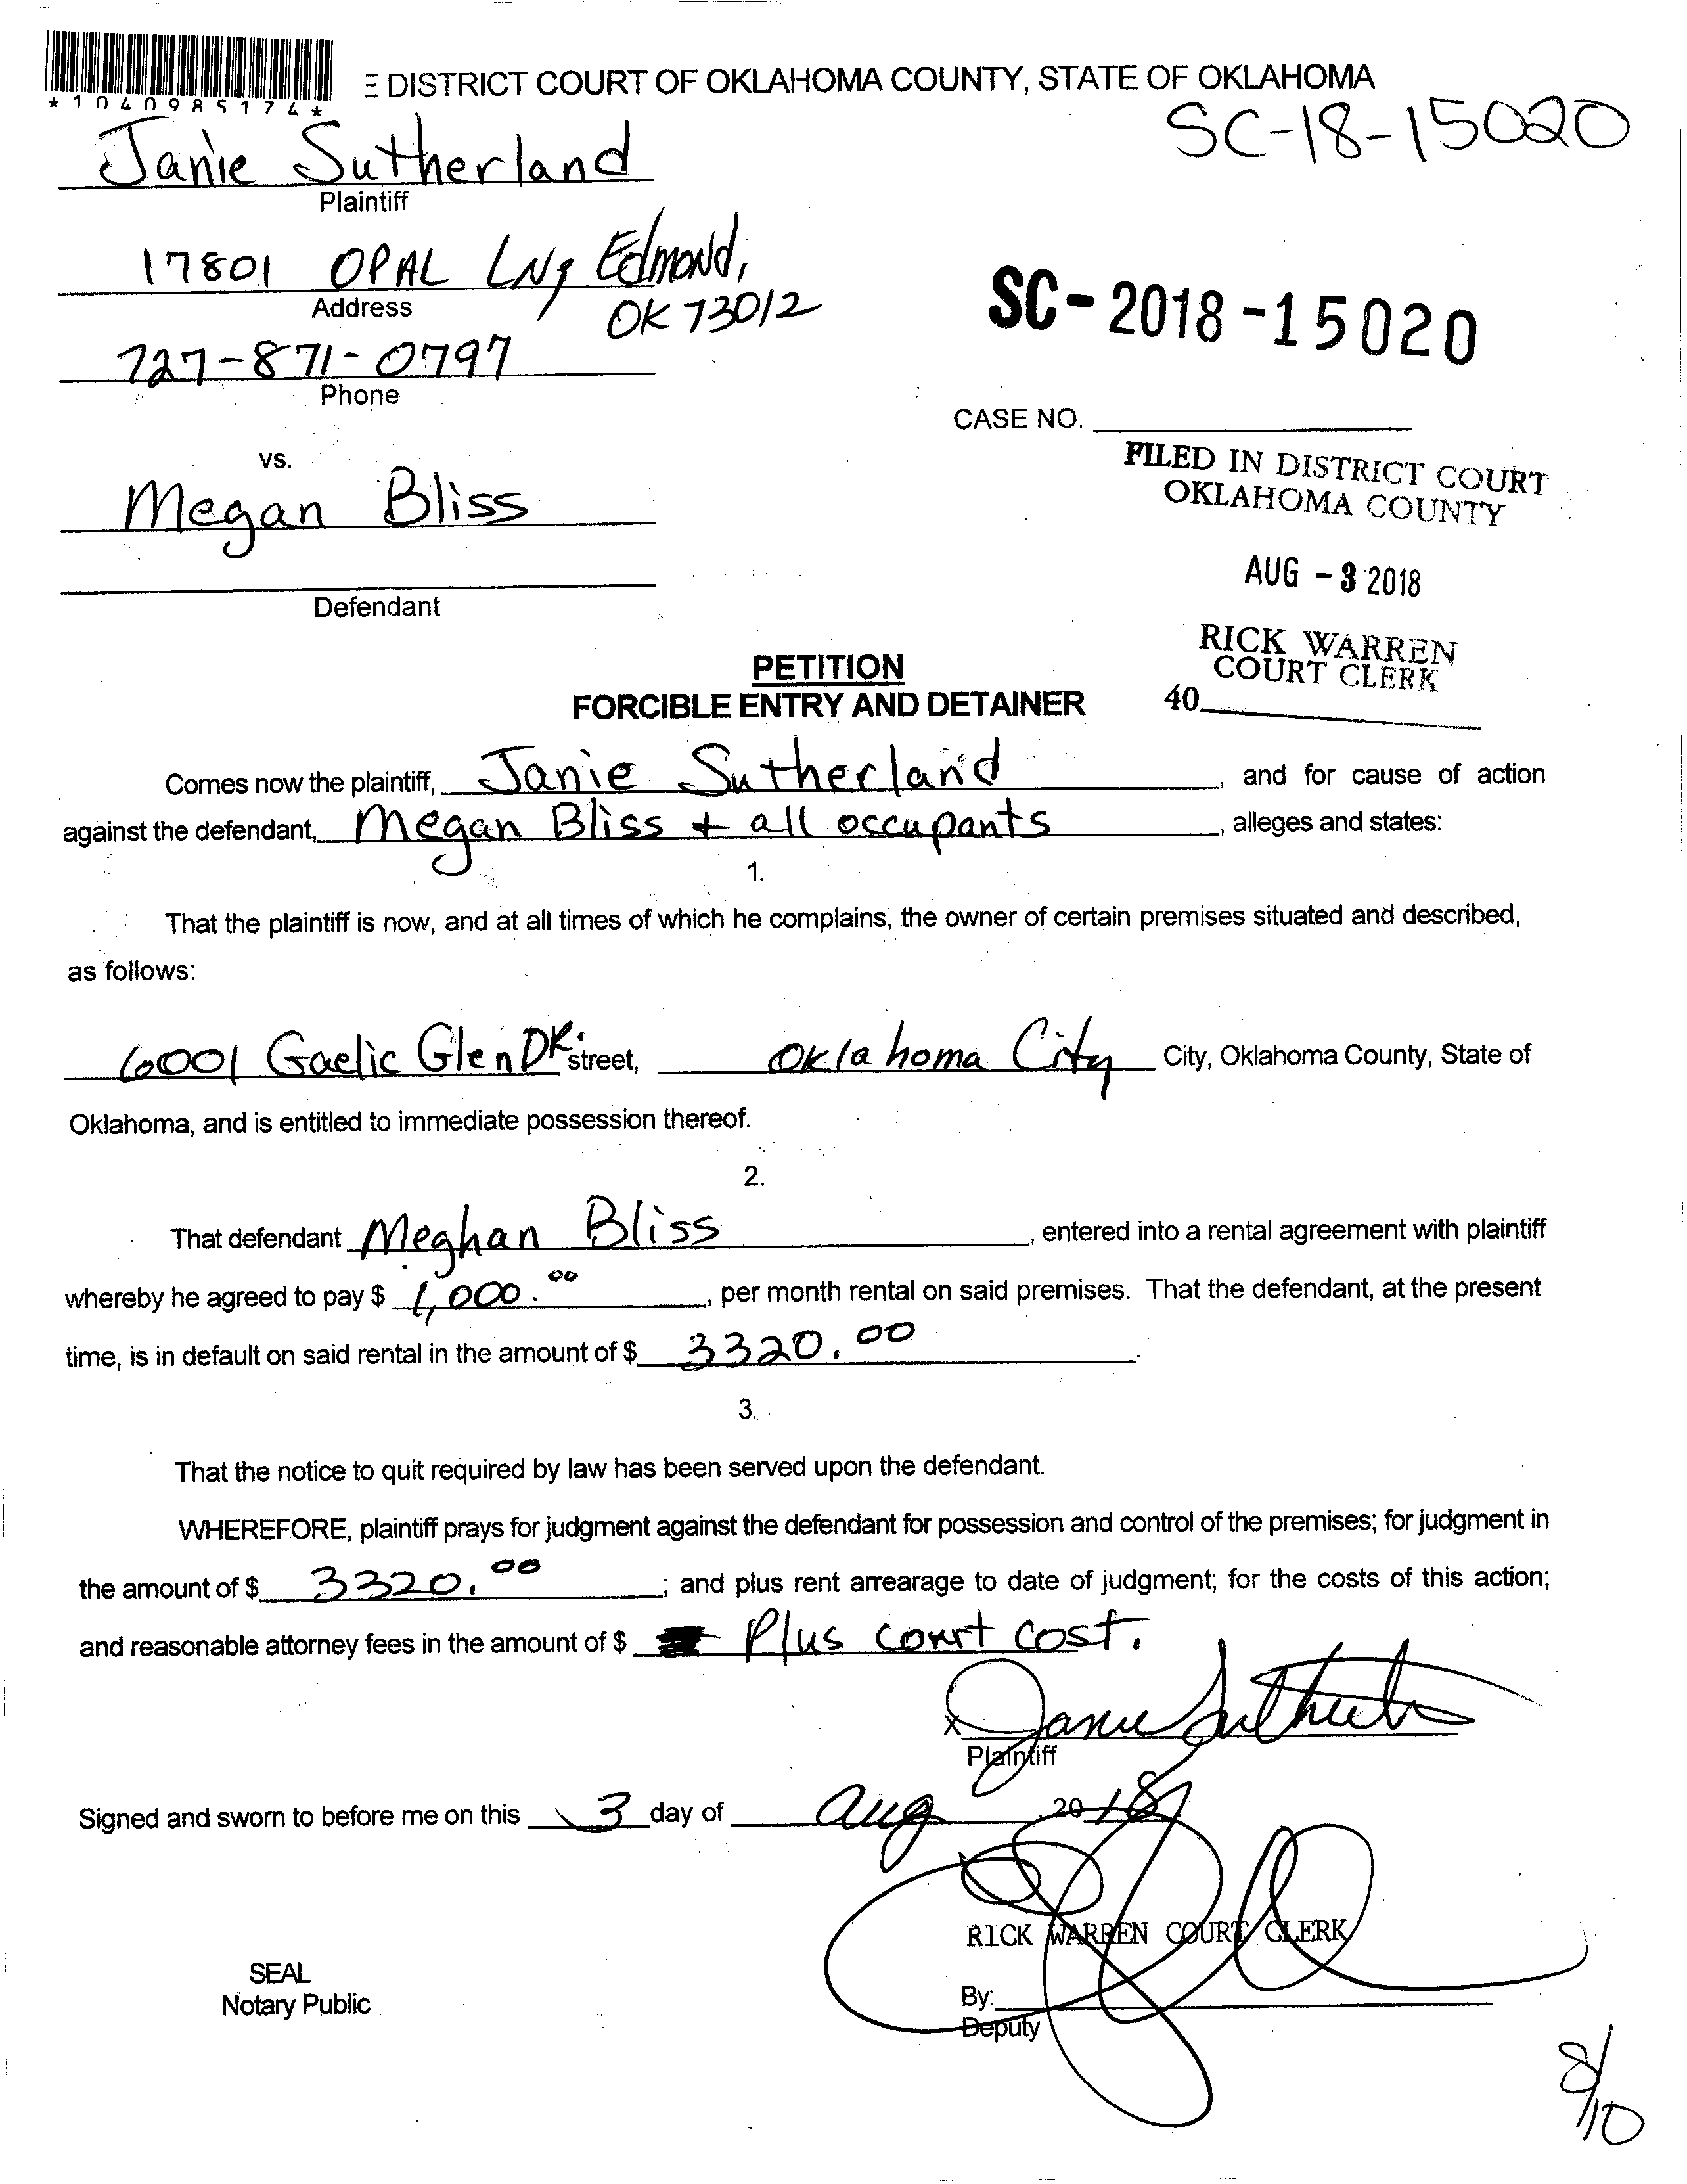 *1040985174*
E DISTRICT COURT OF OKLAHOMA COUNTY, STATE OF OKLAHOMA
SC-18-15020
Janie Sutherland
Plaintiff
17801 OPAL LN, Edmond,
OK 73012
Address
SC-2018-15020
727-871-0797
Phone
CASE NO.
FILED IN DISTRICT COURT
OKLAHOMA COUNTY
vs.
Megan Bliss
AUG -3 2018
Defendant
RICK WARREN
COURT CLERK
40
PETITION
FORCIBLE ENTRY AND DETAINER
Comes now the plaintiff, Janie Sutherland, and for cause of action
against the defendant, Megan Bliss + all occupants, alleges and states:
1.
That the plaintiff is now, and at all times of which he complains, the owner of certain premises situated and described,
as follows:
6001 Gaelic Glen DR. street, Oklahoma City City, Oklahoma County, State of
Oklahoma, and is entitled to immediate possession thereof.
2.
That defendant Meghan Bliss, entered into a rental agreement with plaintiff
whereby he agreed to pay $ 1,000.00, per month rental on said premises. That the defendant, at the present
time, is in default on said rental in the amount of $ 3320.00.
3.
That the notice to quit required by law has been served upon the defendant.
WHEREFORE, plaintiff prays for judgment against the defendant for possession and control of the premises; for judgment in
the amount of $ 3320.00; and plus rent arrearage to date of judgment; for the costs of this action;
and reasonable attorney fees in the amount of $ Plus court cost.
X Janie Sutherland
Plaintiff
Signed and sworn to before me on this 3 day of Aug, 2018
RICK WARREN COURT CLERK
SEAL
Notary Public
By:
Deputy
8/10